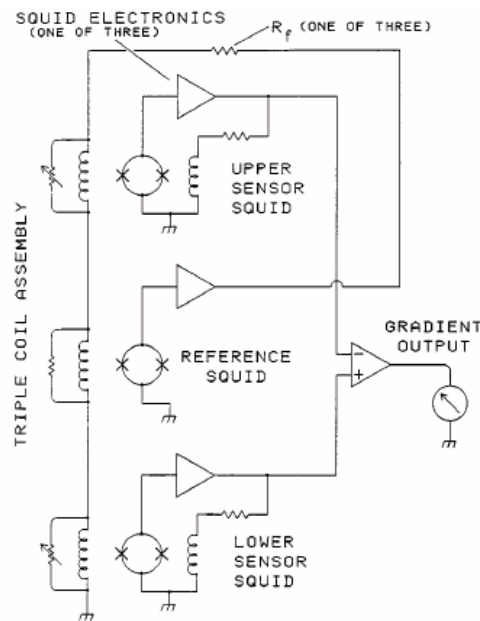 SQUID ELECTRONICS
(ONE OF THREE)
Rf (ONE OF THREE)
UPPER
SENSOR
SQUID
TRIPLE COIL ASSEMBLY
REFERENCE
SQUID
GRADIENT
OUTPUT
−
+
LOWER
SENSOR
SQUID